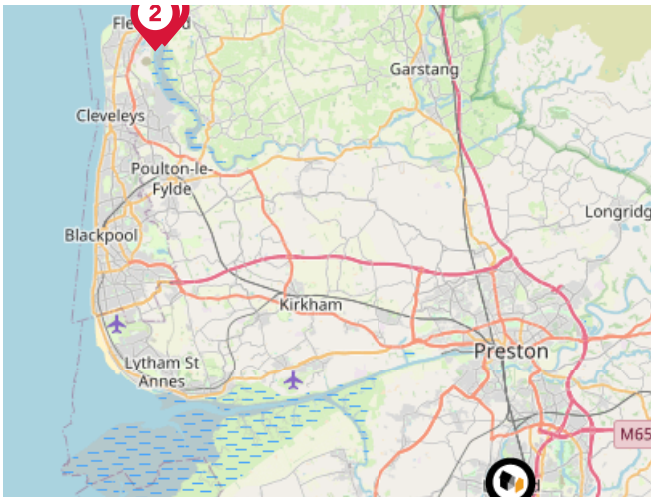 2
Garstang
Cleveleys
Poulton-le-
Fylde
Longridg
Blackpool
Kirkham
Preston
Lytham St
Annes
M65